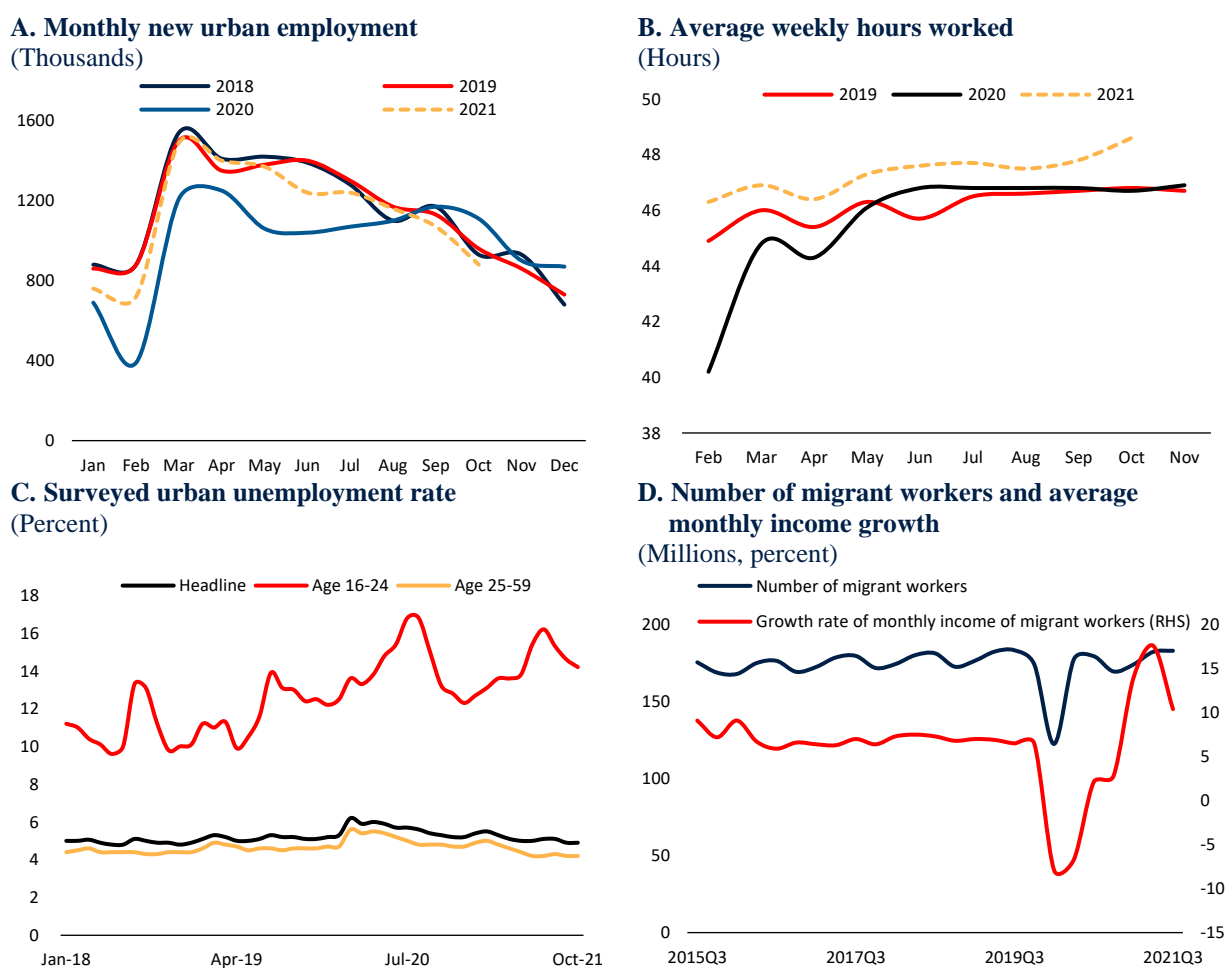 A. Monthly new urban employment
(Thousands)
2018
2019
2020
2021
1600
1200
800
400
0
Jan Feb Mar Apr May Jun Jul Aug Sep Oct Nov Dec
B. Average weekly hours worked
(Hours)
2019 2020 2021
50
48
46
44
42
40
38
Feb Mar Apr May Jun Jul Aug Sep Oct Nov
C. Surveyed urban unemployment rate
(Percent)
Headline Age 16-24 Age 25-59
18
16
14
12
10
8
6
4
2
0
Jan-18 Apr-19 Jul-20 Oct-21
D. Number of migrant workers and average
monthly income growth
(Millions, percent)
Number of migrant workers
Growth rate of monthly income of migrant workers (RHS)
200
150
100
50
0
20
15
10
5
0
-5
-10
-15
2015Q3 2017Q3 2019Q3 2021Q3